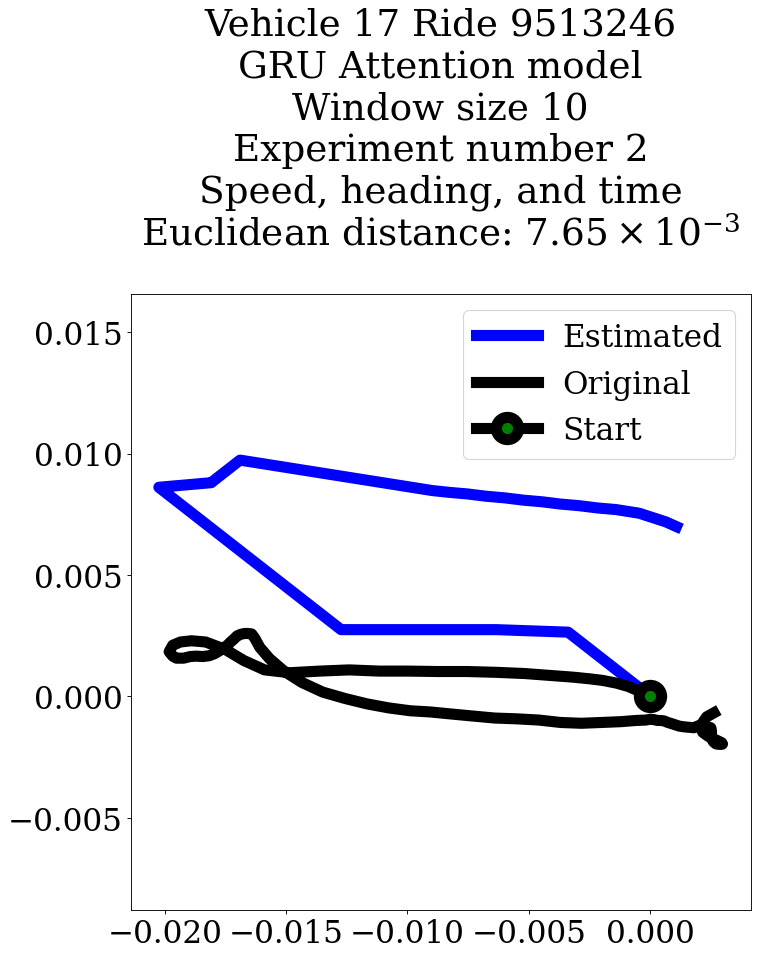 Vehicle 17 Ride 9513246
GRU Attention model
Window size 10
Experiment number 2
Speed, heading, and time
Euclidean distance: 7.65 × 10⁻³
Estimated
Original
Start
0.015
0.010
0.005
0.000
−0.005
−0.020 −0.015 −0.010 −0.005 0.000